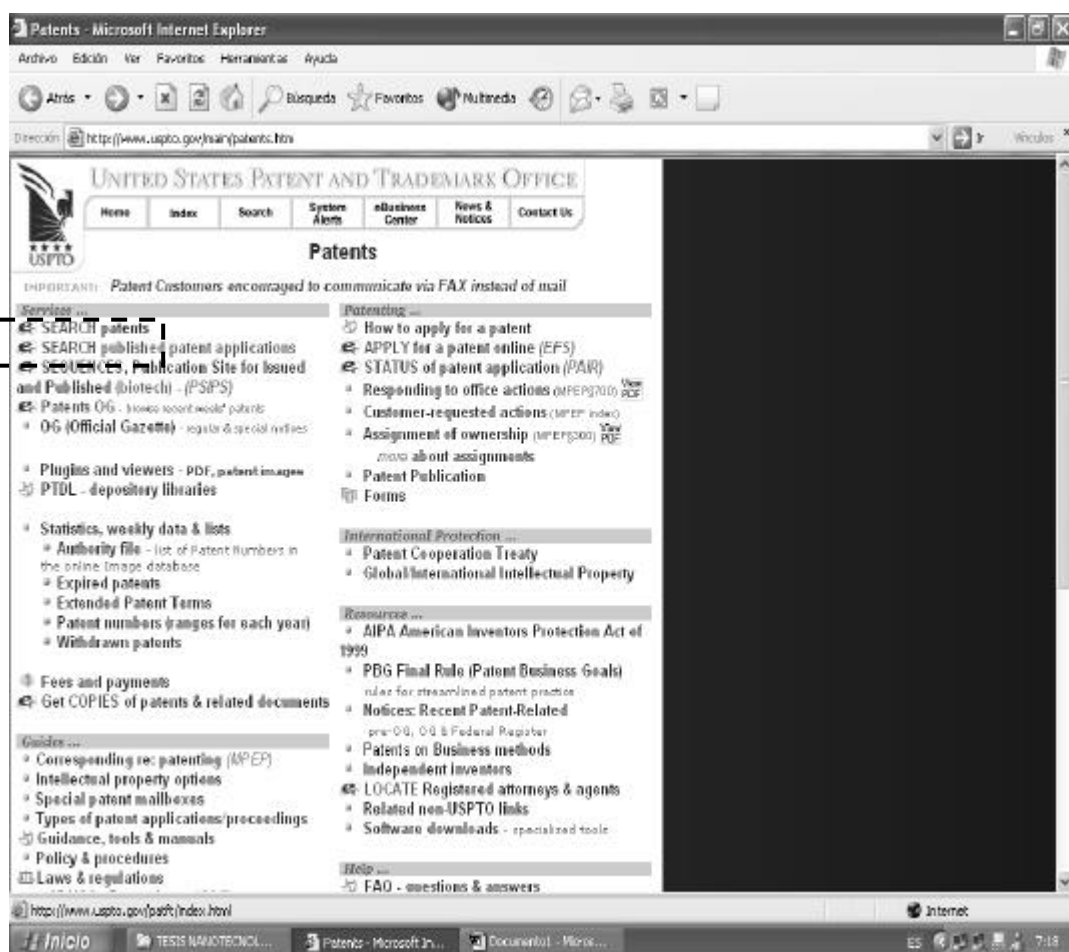 Patents - Microsoft Internet Explorer
Archivo Edición Ver Favoritos Herramientas Ayuda
Atrás Búsqueda Favoritos Multimedia
Dirección http://www.uspto.gov/main/patents.htm Ir Vínculos
UNITED STATES PATENT AND TRADEMARK OFFICE
Home Index Search System Alerts eBusiness Center News & Notices Contact Us
USPTO
Patents
IMPORTANT: Patent Customers encouraged to communicate via FAX instead of mail
Services ...
SEARCH patents
SEARCH published patent applications
SEQUENCES, Publication Site for Issued
and Published (biotech) - (PSIPS)
Patents OG - browse recent weeks' patents
OG (Official Gazette) - regular & special notices
Plugins and viewers - PDF, patent images
PTDL - depository libraries
Statistics, weekly data & lists
Authority file - list of Patent Numbers in
the online Image database
Expired patents
Extended Patent Terms
Patent numbers (ranges for each year)
Withdrawn patents
Fees and payments
Get COPIES of patents & related documents
Guides ...
Corresponding re: patenting (MPEP)
Intellectual property options
Special patent mailboxes
Types of patent applications/proceedings
Guidance, tools & manuals
Policy & procedures
Laws & regulations
Patenting ...
How to apply for a patent
APPLY for a patent online (EFS)
STATUS of patent application (PAIR)
Responding to office actions (MPEP§700) View PDF
Customer-requested actions (MPEP index)
Assignment of ownership (MPEP§300) View PDF
more about assignments
Patent Publication
Forms
International Protection ...
Patent Cooperation Treaty
Global/International Intellectual Property
Resources ...
AIPA American Inventors Protection Act of
1999
PBG Final Rule (Patent Business Goals)
rules for streamlined patent practice
Notices: Recent Patent-Related
pre-OG, OG & Federal Register
Patents on Business methods
Independent inventors
LOCATE Registered attorneys & agents
Related non-USPTO links
Software downloads - specialized tools
Help ...
FAQ - questions & answers
http://www.uspto.gov/patft/index.html Internet
Inicio TESIS NANOTECNOL... Patents - Microsoft In... Documento1 - Micros... ES 7:18